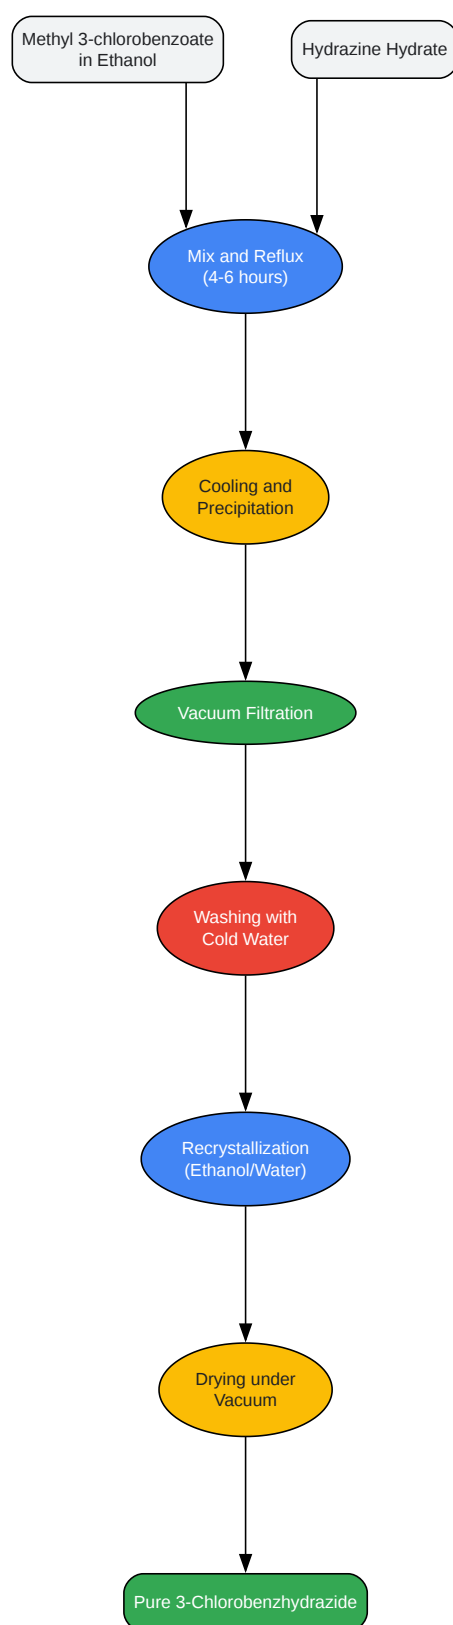 Methyl 3-chlorobenzoate
in Ethanol
Hydrazine Hydrate
Mix and Reflux
(4-6 hours)
Cooling and
Precipitation
Vacuum Filtration
Washing with
Cold Water
Recrystallization
(Ethanol/Water)
Drying under
Vacuum
Pure 3-Chlorobenzhydrazide